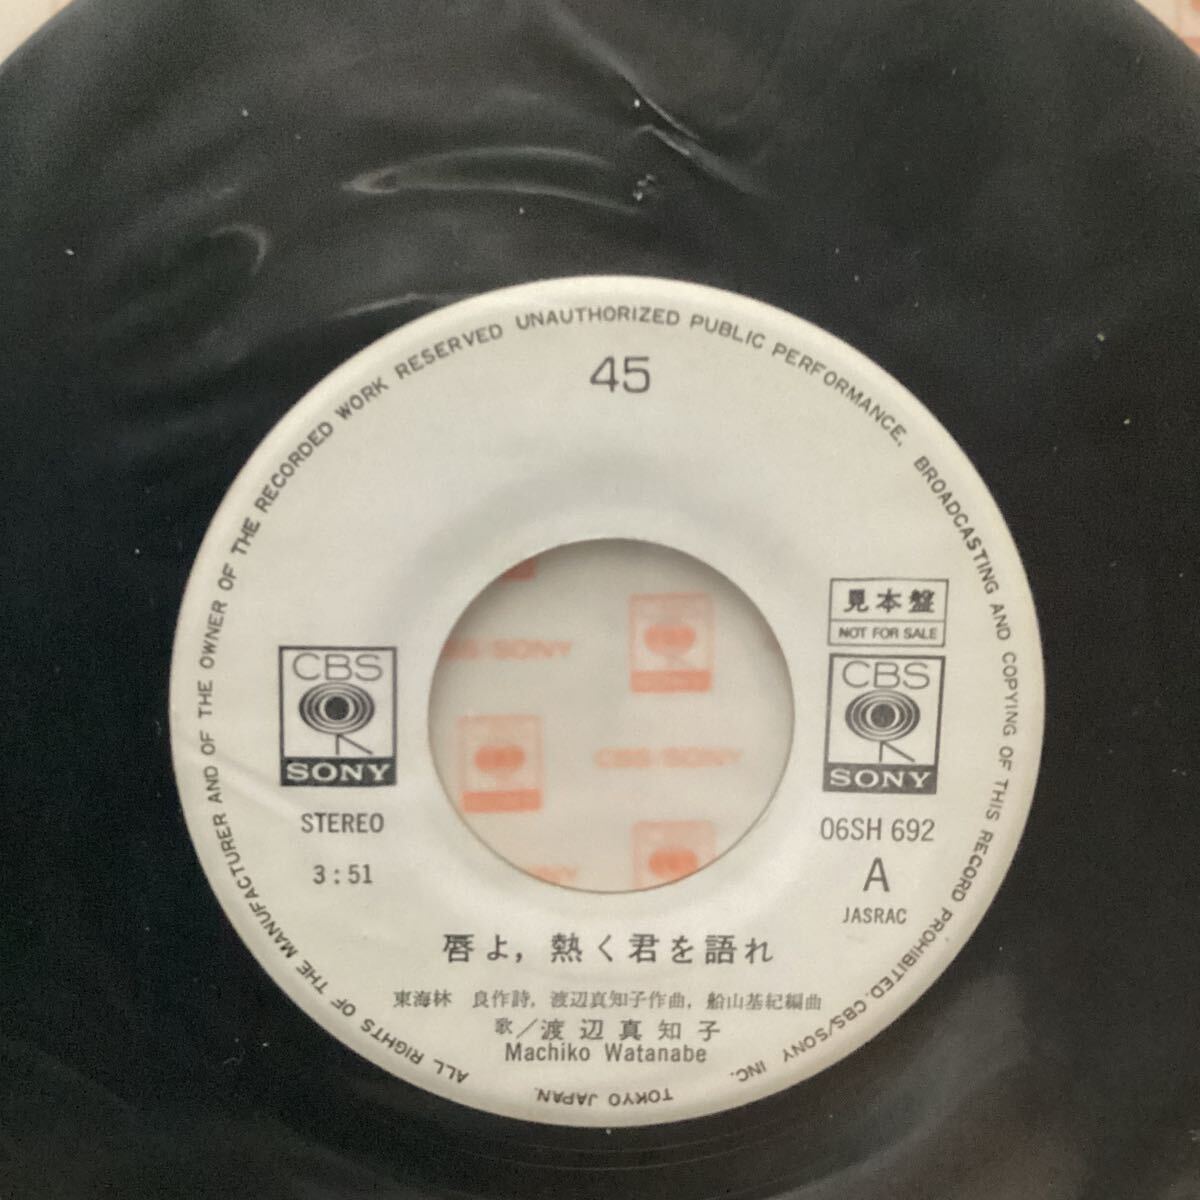 ALL RIGHTS OF THE MANUFACTURER AND OF THE OWNER OF THE RECORDED WORK RESERVED UNAUTHORIZED PUBLIC PERFORMANCE, BROADCASTING AND COPYING OF THIS RECORD PROHIBITED. CBS/SONY INC.
TOKYO JAPAN.
45
見本盤
NOT FOR SALE
CBS
SONY
CBS
SONY
STEREO
3:51
06SH 692
A
JASRAC
CBS/SONY
CBS/SONY
唇よ,熱く君を語れ
東海林 良作詩,渡辺真知子作曲,船山基紀編曲
歌/渡辺真知子
Machiko Watanabe